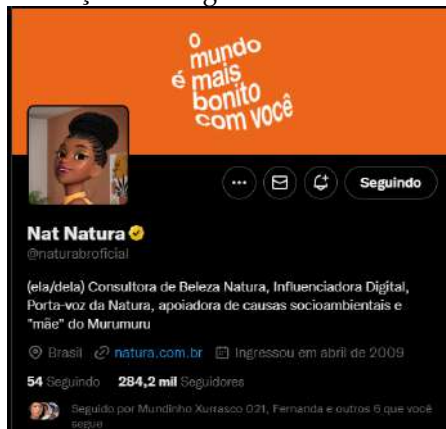 o
mundo
é mais
bonito
com você
Seguindo
Nat Natura
@naturabroficial
(ela/dela) Consultora de Beleza Natura, Influenciadora Digital,
Porta-voz da Natura, apoiadora de causas socioambientais e
"mãe" do Murumuru
Brasil natura.com.br Ingressou em abril de 2009
54 Seguindo 284,2 mil Seguidores
Seguido por Mundinho Xurrasco 021, Fernanda e outros 6 que você
segue